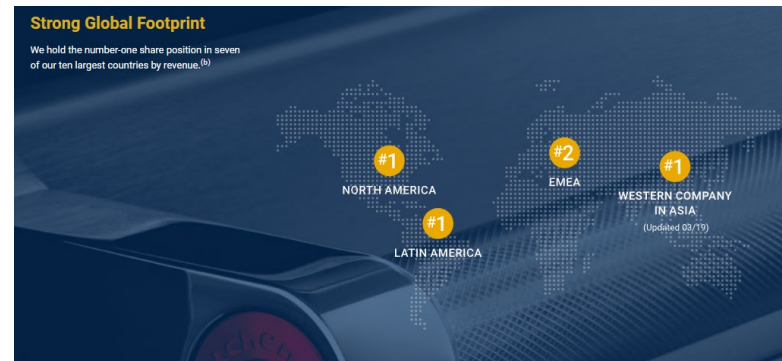 Strong Global Footprint
We hold the number-one share position in seven
of our ten largest countries by revenue.(b)
#1
NORTH AMERICA
#1
LATIN AMERICA
#2
EMEA
#1
WESTERN COMPANY
IN ASIA
(Updated 03/19)